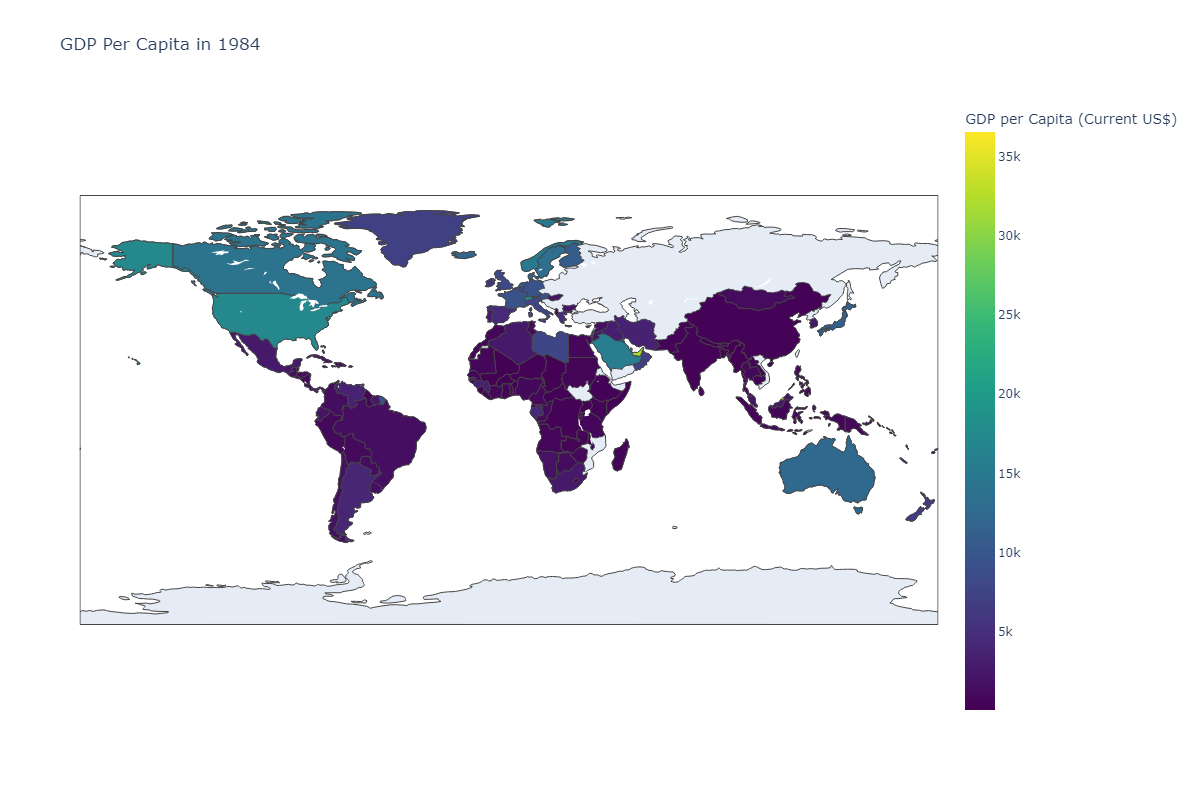 GDP Per Capita in 1984
GDP per Capita (Current US$)
35k
30k
25k
20k
15k
10k
5k